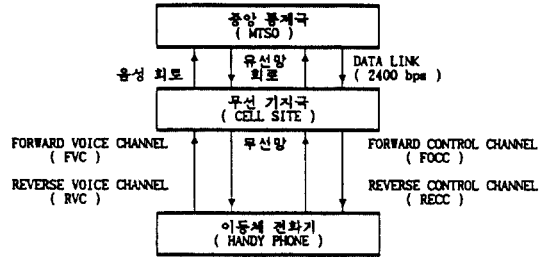 중앙 통제국
( MTSO )
음성 회로
유선망
회로
DATA LINK
( 2400 bps )
무선 기지국
( CELL SITE )
FORWARD VOICE CHANNEL
( FVC )
무선망
FORWARD CONTROL CHANNEL
( FOCC )
REVERSE VOICE CHANNEL
( RVC )
REVERSE CONTROL CHANNEL
( RECC )
이동체 전화기
( HANDY PHONE )